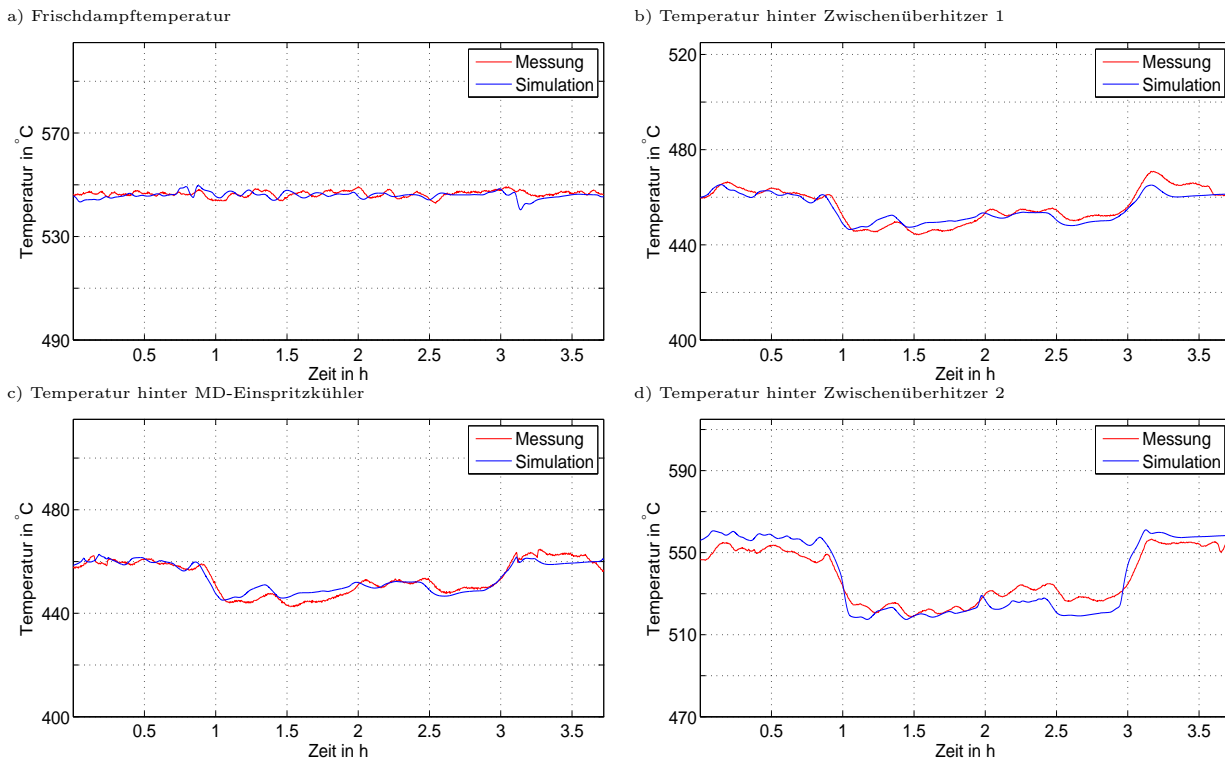 a) Frischdampftemperatur
Messung
Simulation
Temperatur in °C
570
530
490
0.5 1 1.5 2 2.5 3 3.5
Zeit in h
b) Temperatur hinter Zwischenüberhitzer 1
Messung
Simulation
Temperatur in °C
520
480
440
400
0.5 1 1.5 2 2.5 3 3.5
Zeit in h
c) Temperatur hinter MD-Einspritzkühler
Messung
Simulation
Temperatur in °C
480
440
400
0.5 1 1.5 2 2.5 3 3.5
Zeit in h
d) Temperatur hinter Zwischenüberhitzer 2
Messung
Simulation
Temperatur in °C
590
550
510
470
0.5 1 1.5 2 2.5 3 3.5
Zeit in h